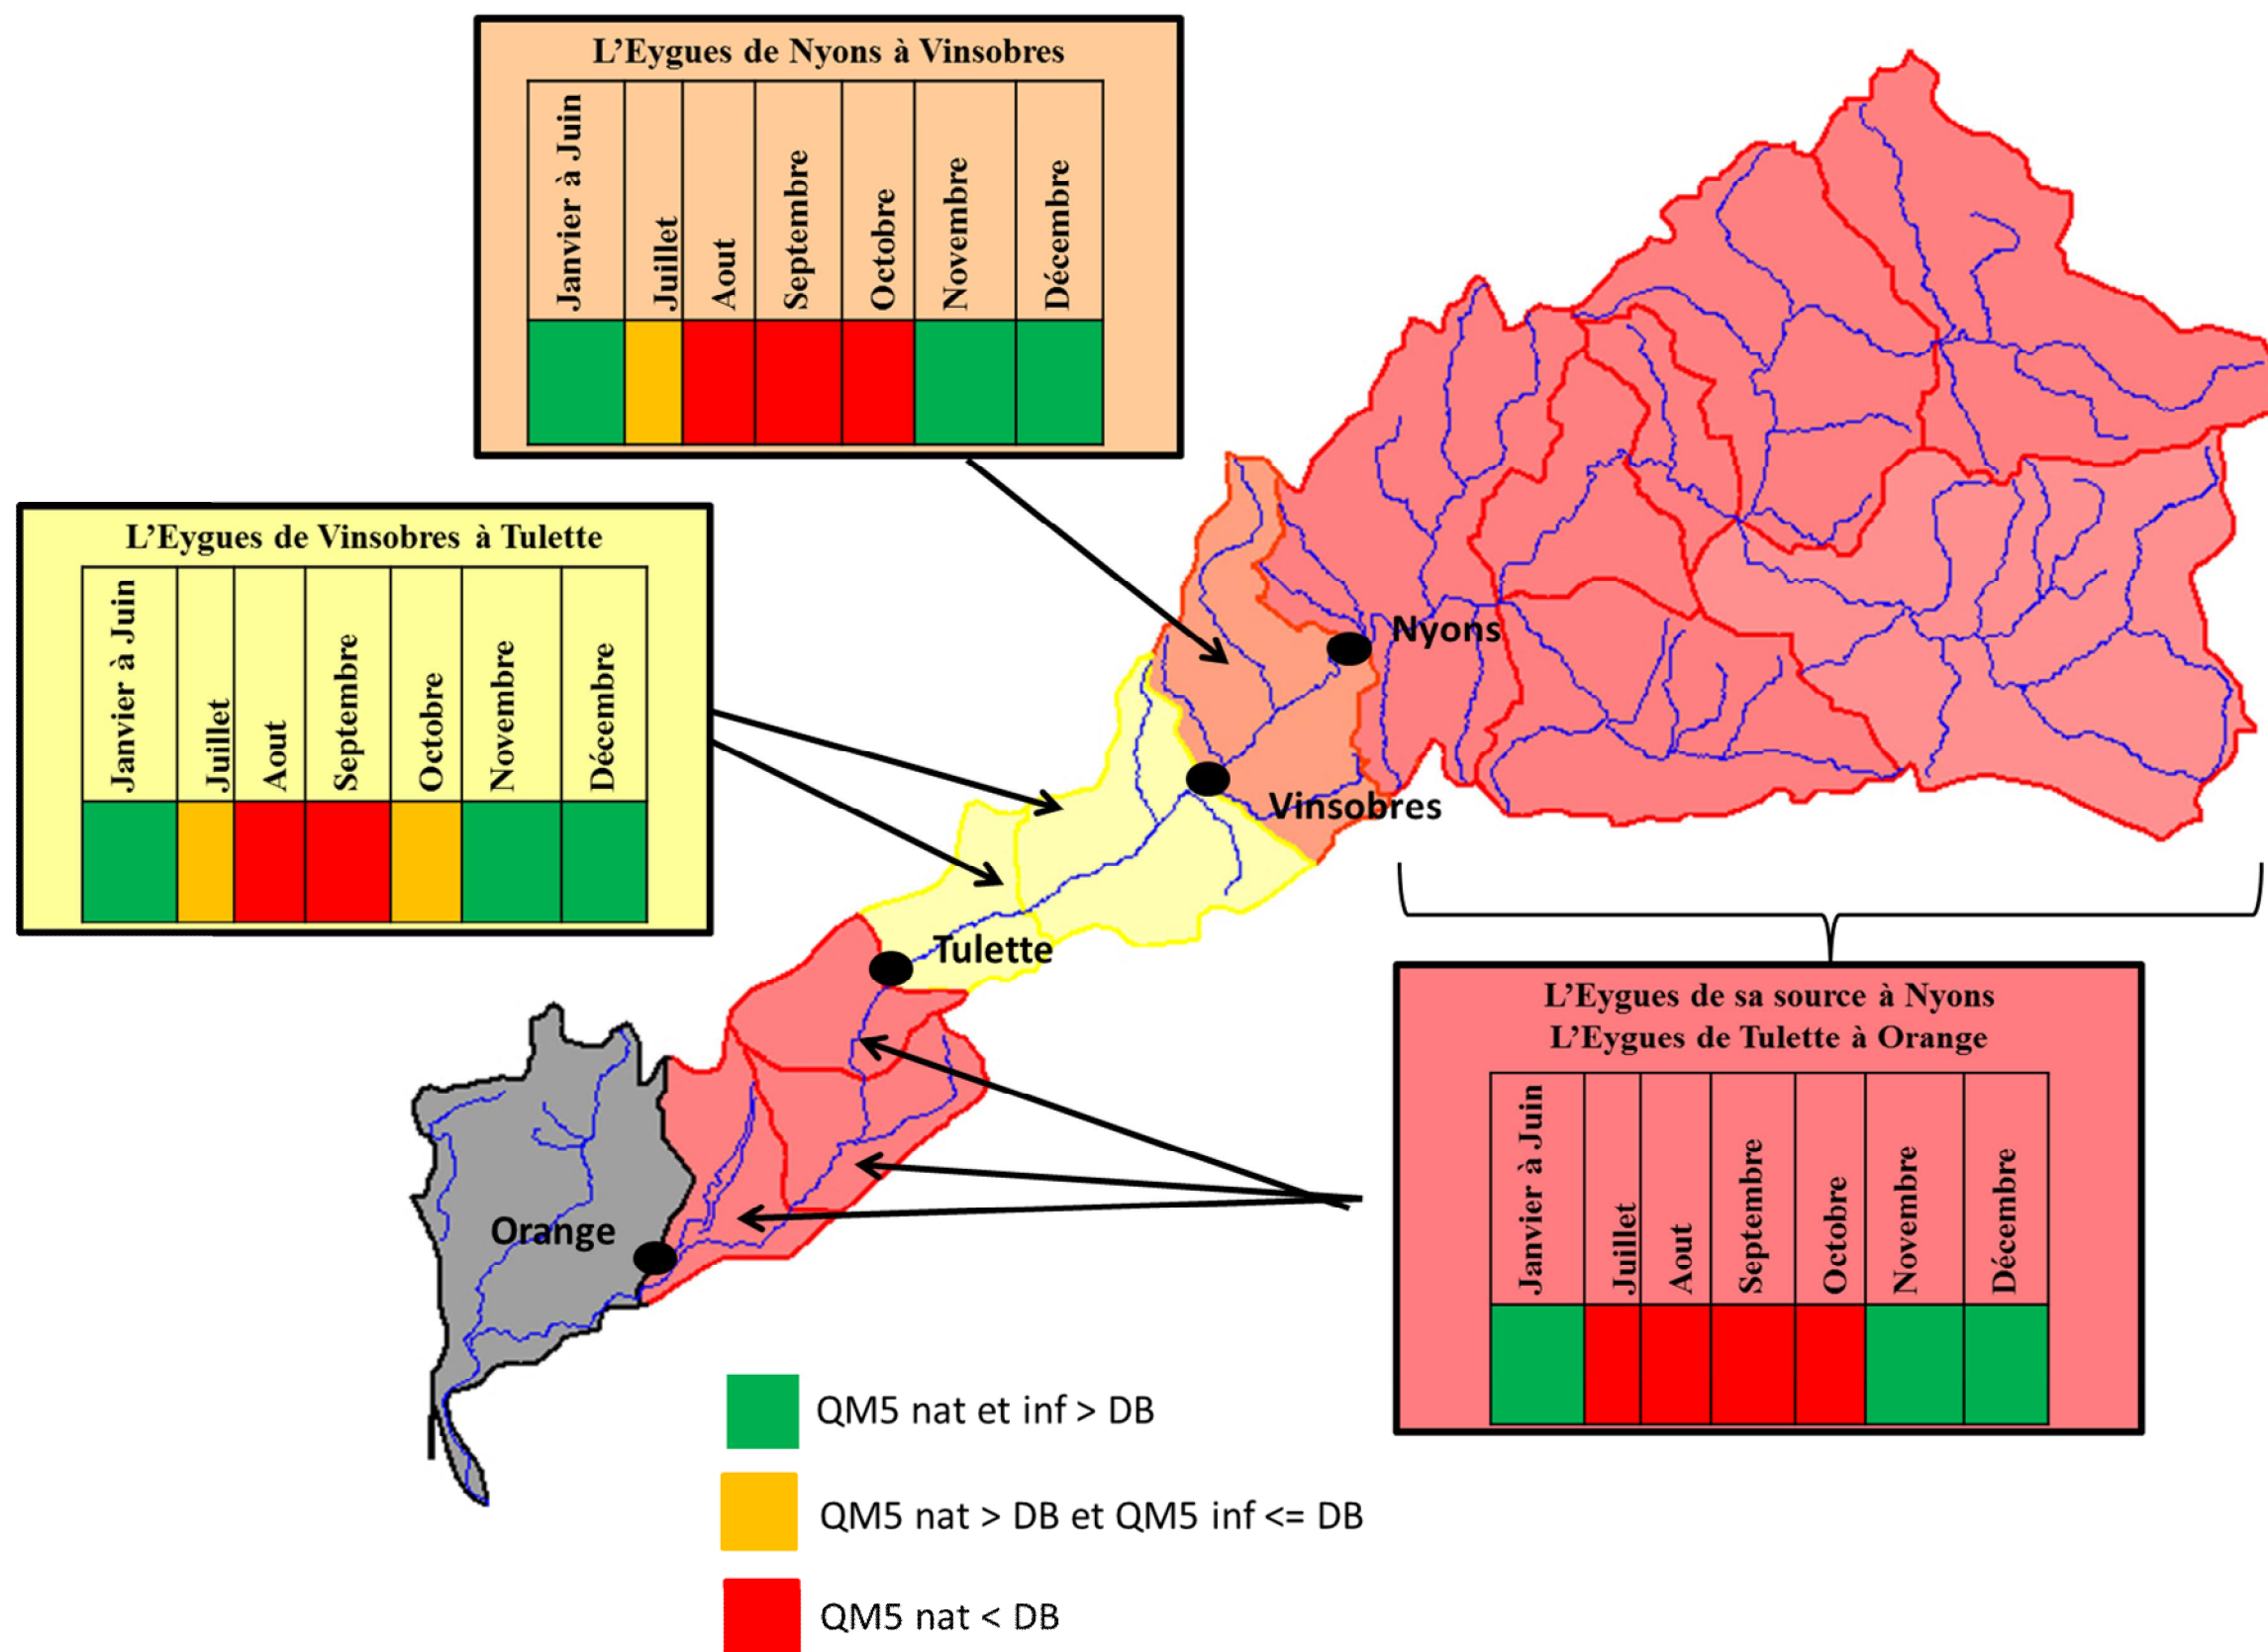 L’Eygues de Nyons à Vinsobres
Janvier à Juin
Juillet
Aout
Septembre
Octobre
Novembre
Décembre
L’Eygues de Vinsobres à Tulette
Janvier à Juin
Juillet
Aout
Septembre
Octobre
Novembre
Décembre
Nyons
Vinsobres
Tulette
Orange
L’Eygues de sa source à Nyons
L’Eygues de Tulette à Orange
Janvier à Juin
Juillet
Aout
Septembre
Octobre
Novembre
Décembre
QM5 nat et inf > DB
QM5 nat > DB et QM5 inf <= DB
QM5 nat < DB